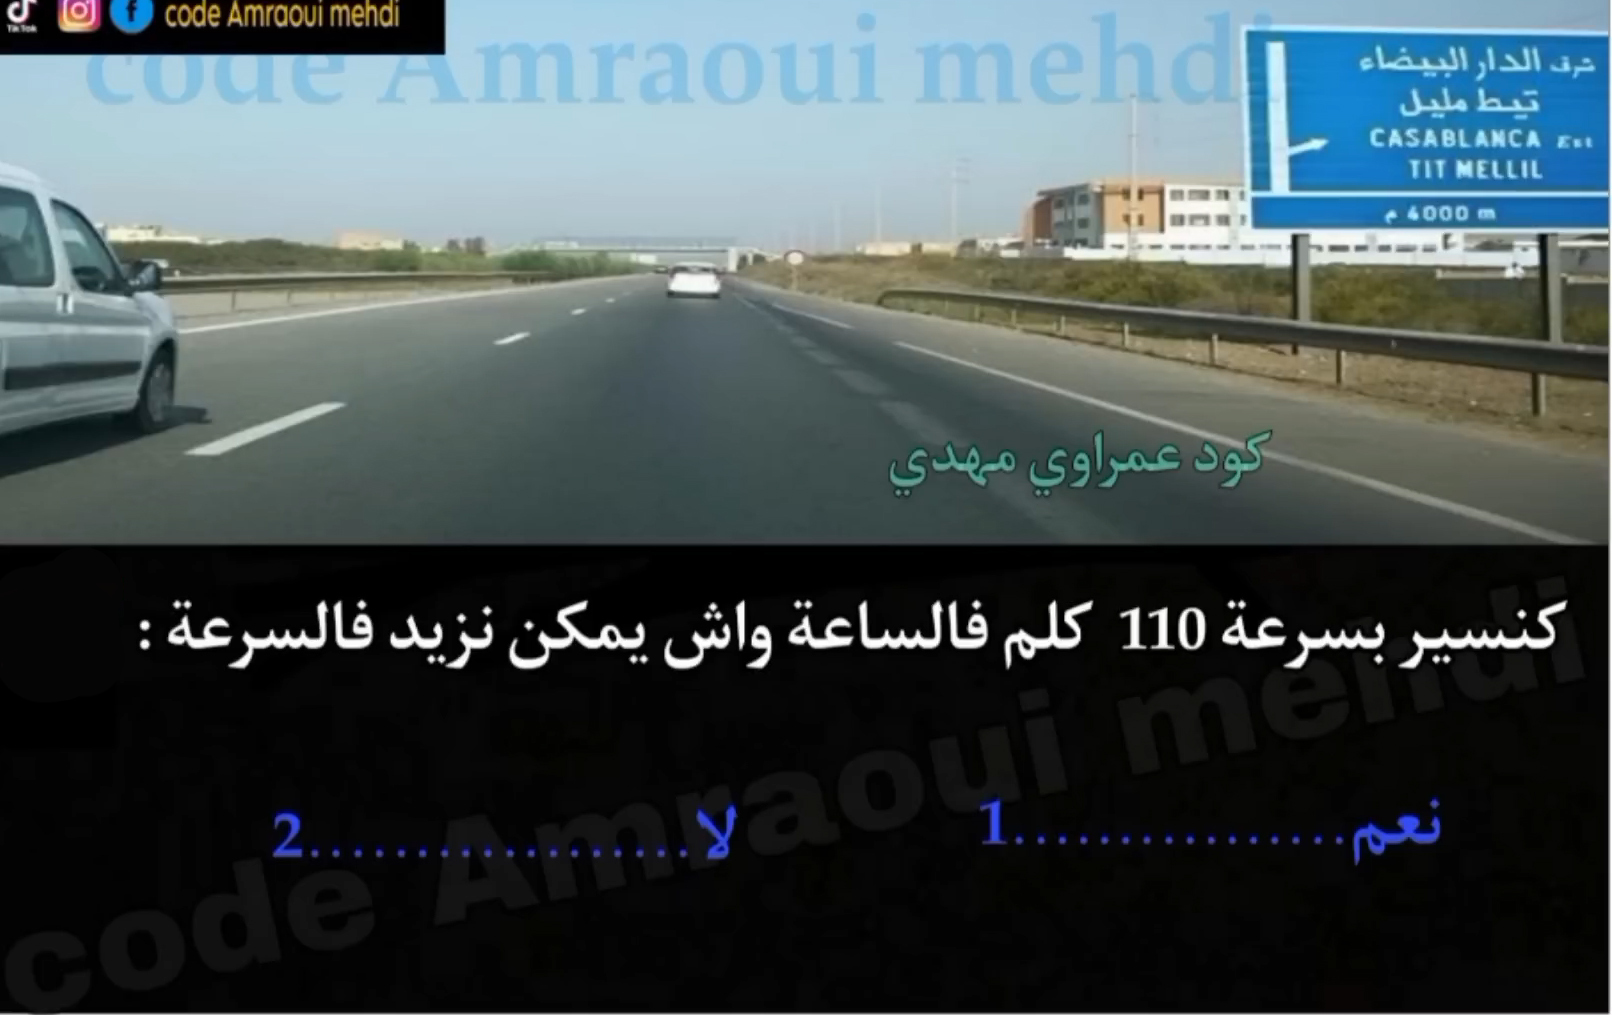 TikTok
code Amraoui mehdi
code Amraoui mehdi
شرق الدار البيضاء
تيط مليل
CASABLANCA Est
TIT MELLIL
م 4000 m
كود عمراوي مهدي
كنسير بسرعة 110 كلم فالساعة واش يمكن نزيد فالسرعة :
نعم................1
لا..................2
code Amraoui mehdi